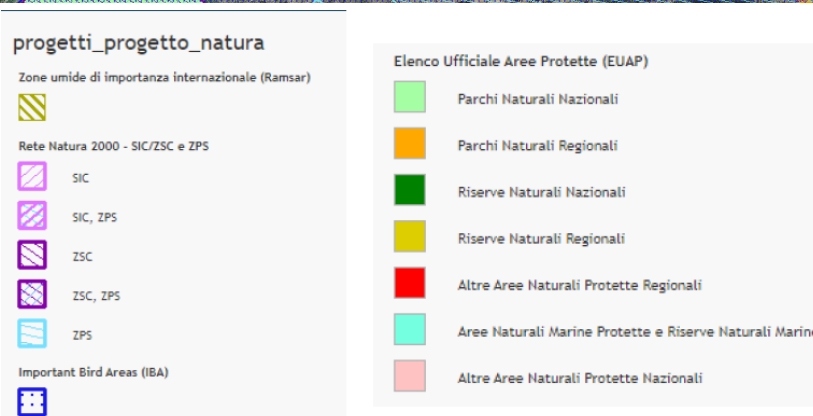 progetti_progetto_natura
Zone umide di importanza internazionale (Ramsar)
Rete Natura 2000 - SIC/ZSC e ZPS
SIC
SIC, ZPS
ZSC
ZSC, ZPS
ZPS
Important Bird Areas (IBA)
Elenco Ufficiale Aree Protette (EUAP)
Parchi Naturali Nazionali
Parchi Naturali Regionali
Riserve Naturali Nazionali
Riserve Naturali Regionali
Altre Aree Naturali Protette Regionali
Aree Naturali Marine Protette e Riserve Naturali Marine
Altre Aree Naturali Protette Nazionali